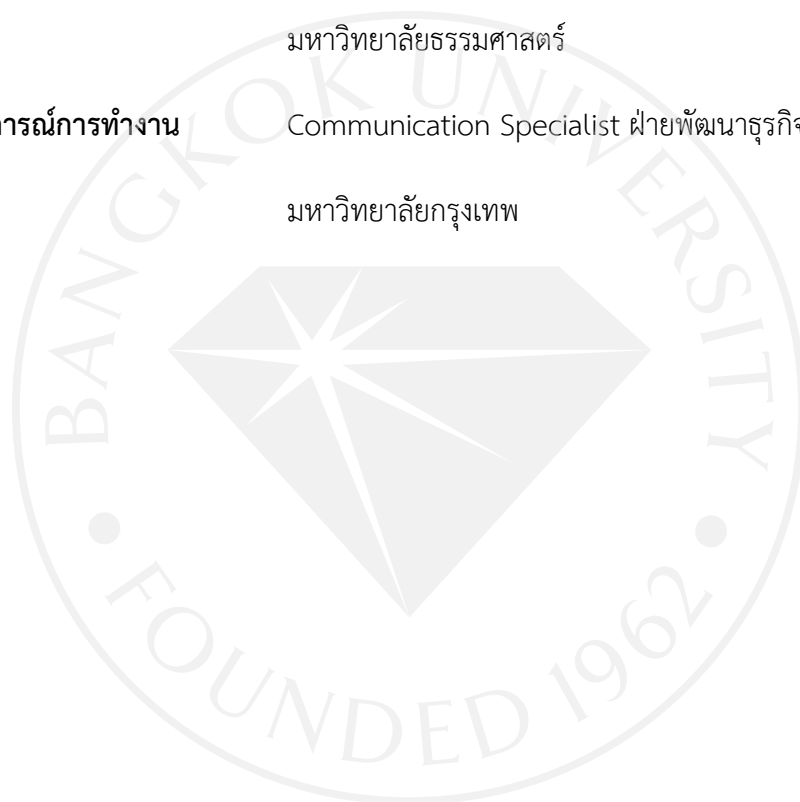 มหาวิทยาลัยธรรมศาสตร์
การณ์การทำงาน Communication Specialist ฝ่ายพัฒนาธุรกิจ
มหาวิทยาลัยกรุงเทพ
BANGKOK UNIVERSITY
FOUNDED 1962